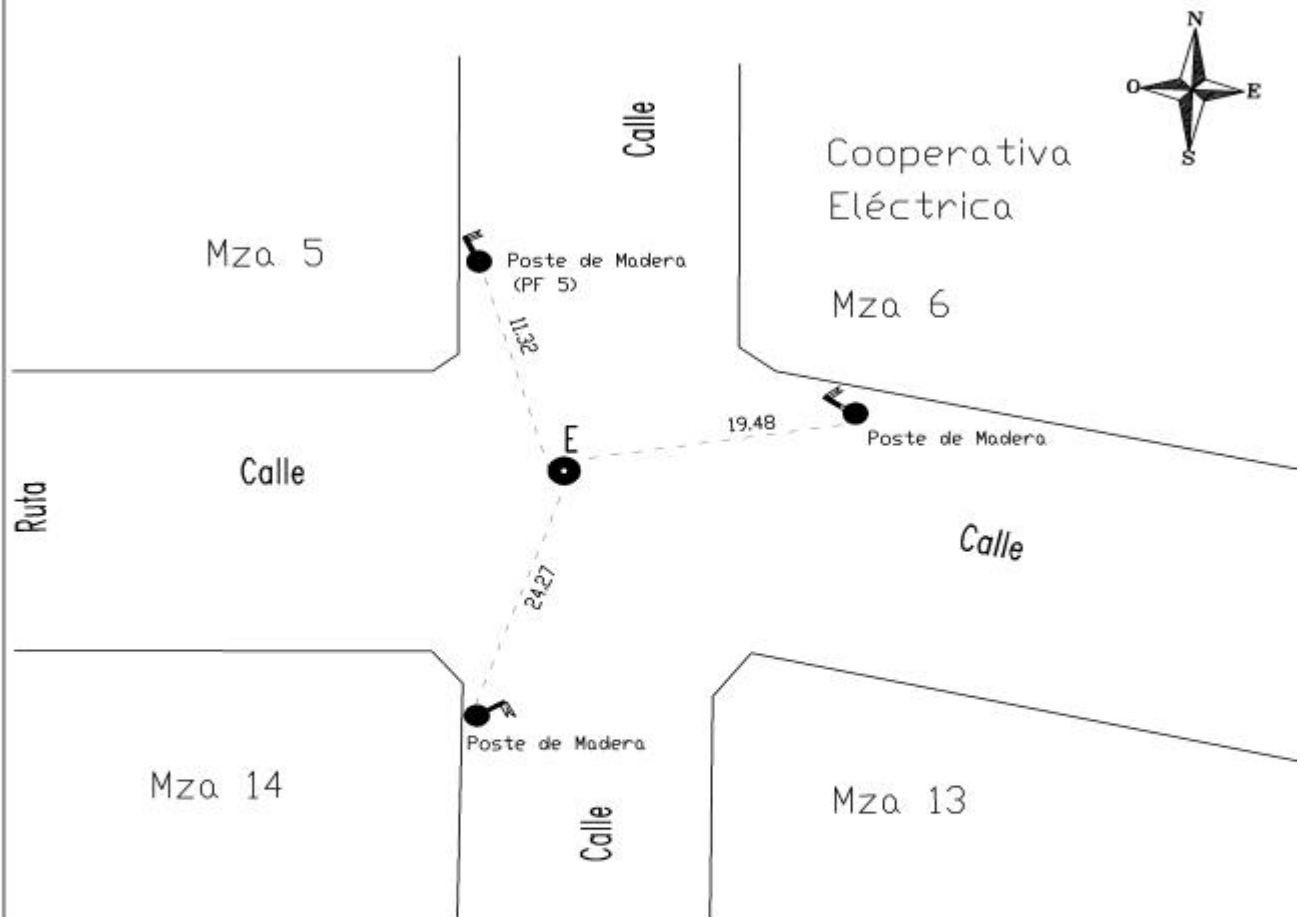 N
O
E
S
Calle
Cooperativa
Eléctrica
Mza 5
Poste de Madera
(PF 5)
Mza 6
11.32
19.48
Poste de Madera
E
Calle
Ruta
Calle
24.27
Poste de Madera
Mza 14
Calle
Mza 13